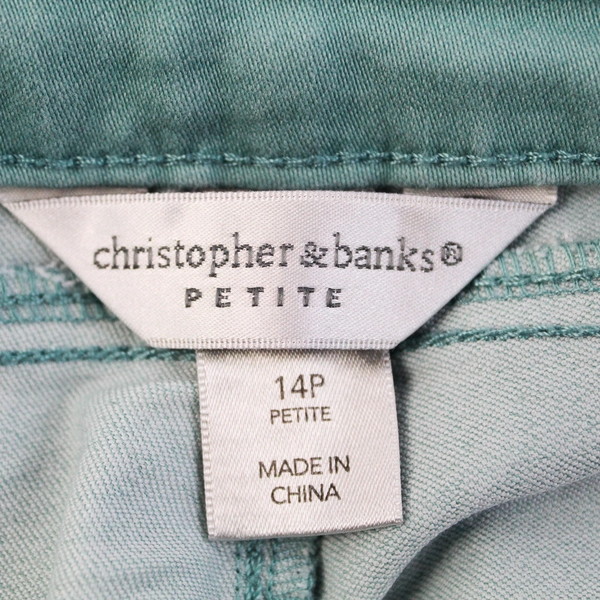 christopher & banks®
PETITE
14P
PETITE
MADE IN
CHINA